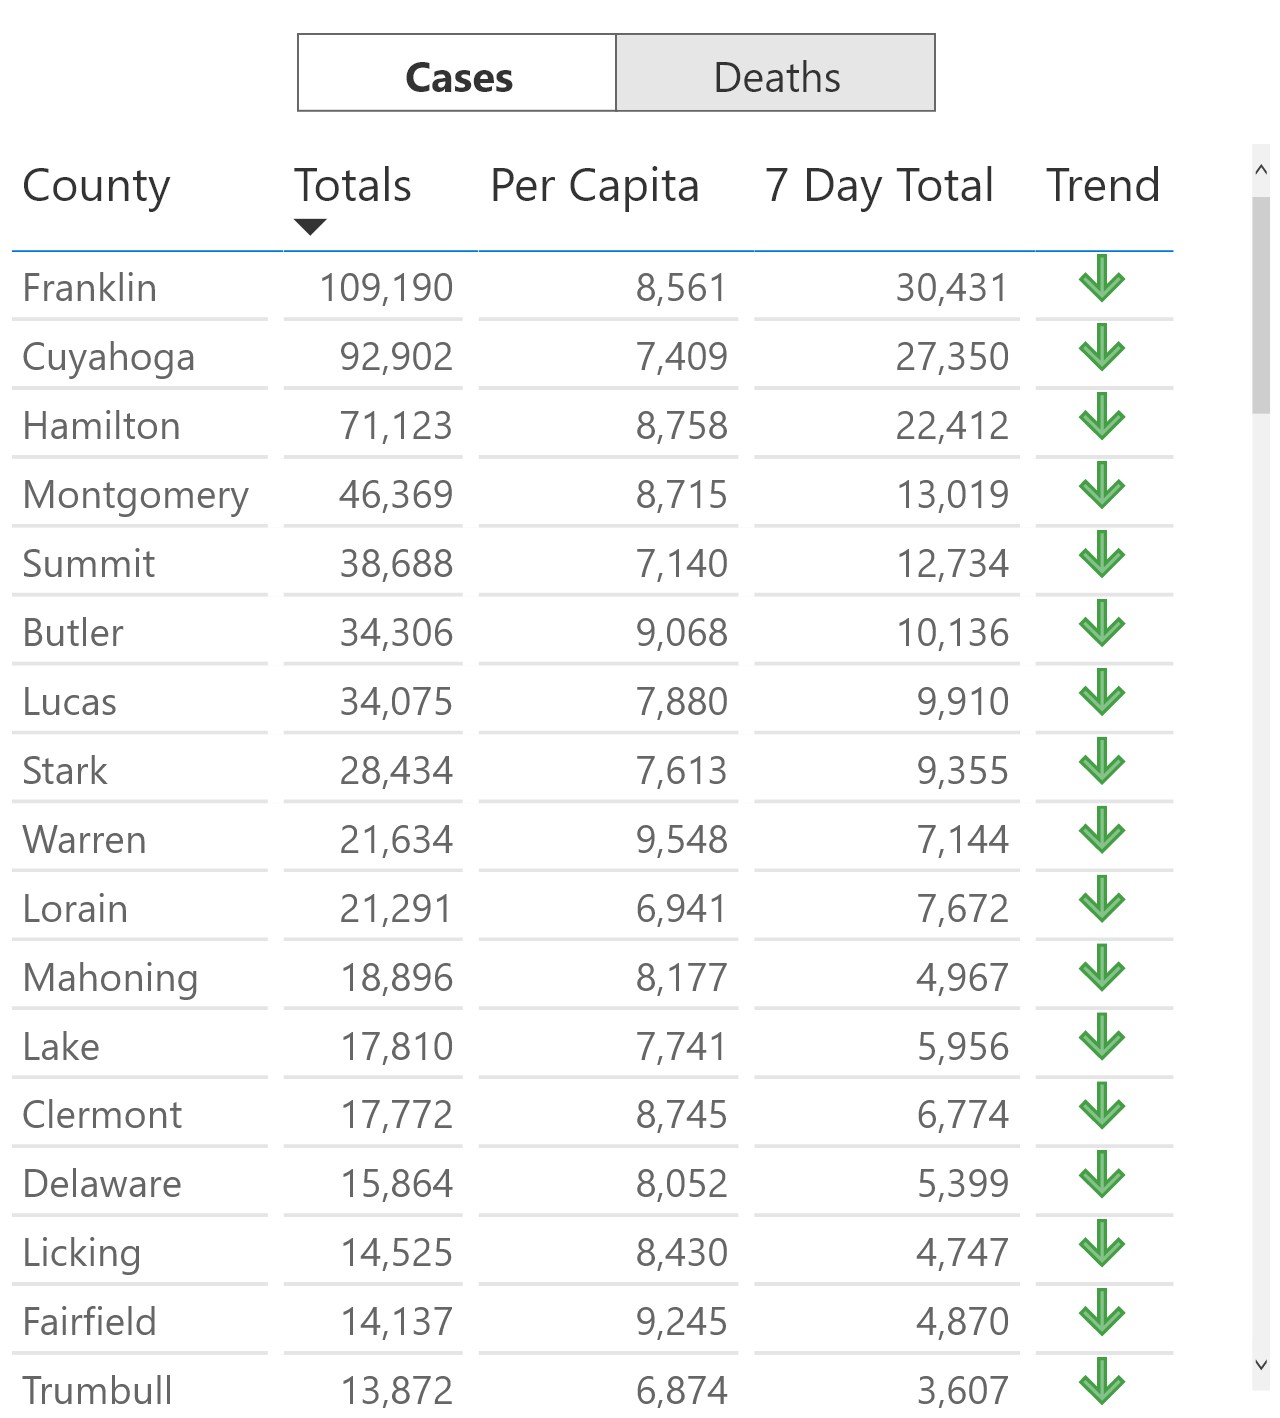 Cases Deaths
County Totals Per Capita 7 Day Total Trend
Franklin 109,190 8,561 30,431
Cuyahoga 92,902 7,409 27,350
Hamilton 71,123 8,758 22,412
Montgomery 46,369 8,715 13,019
Summit 38,688 7,140 12,734
Butler 34,306 9,068 10,136
Lucas 34,075 7,880 9,910
Stark 28,434 7,613 9,355
Warren 21,634 9,548 7,144
Lorain 21,291 6,941 7,672
Mahoning 18,896 8,177 4,967
Lake 17,810 7,741 5,956
Clermont 17,772 8,745 6,774
Delaware 15,864 8,052 5,399
Licking 14,525 8,430 4,747
Fairfield 14,137 9,245 4,870
Trumbull 13,872 6,874 3,607